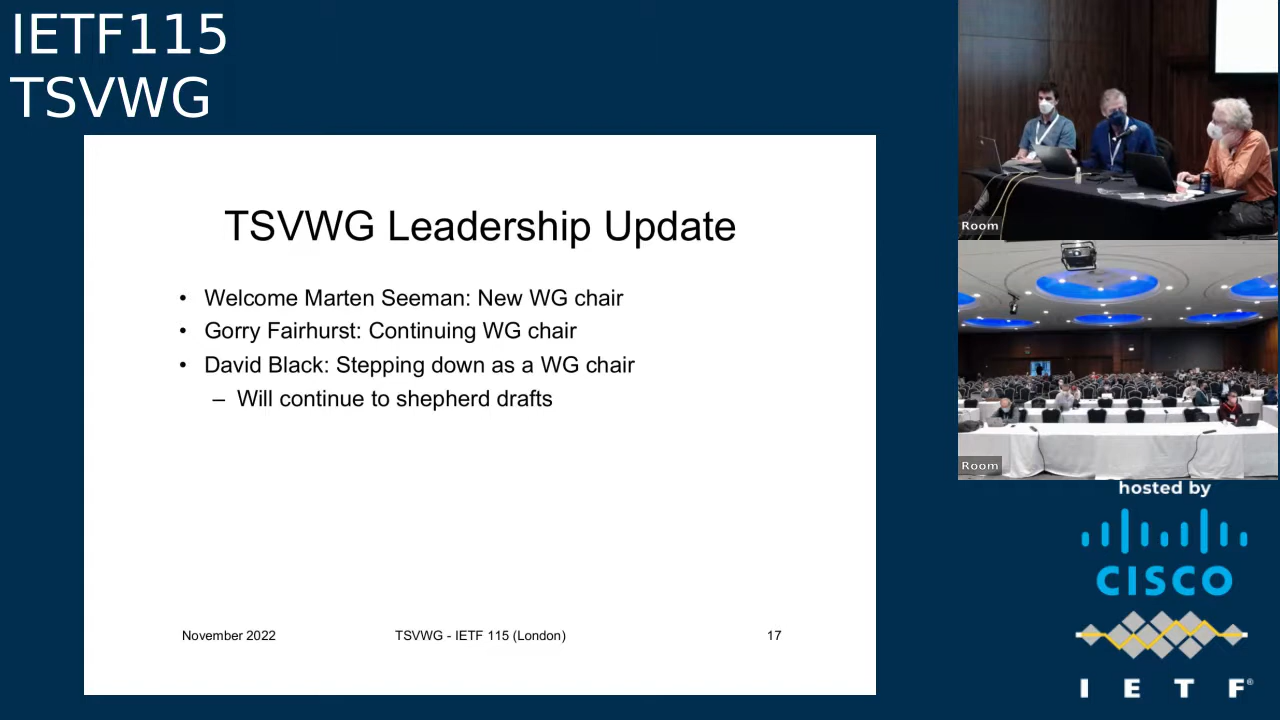 IETF115
TSVWG
TSVWG Leadership Update
• Welcome Marten Seeman: New WG chair
• Gorry Fairhurst: Continuing WG chair
• David Black: Stepping down as a WG chair
– Will continue to shepherd drafts
November 2022 TSVWG - IETF 115 (London) 17
Room
Room
hosted by
CISCO
I E T F®